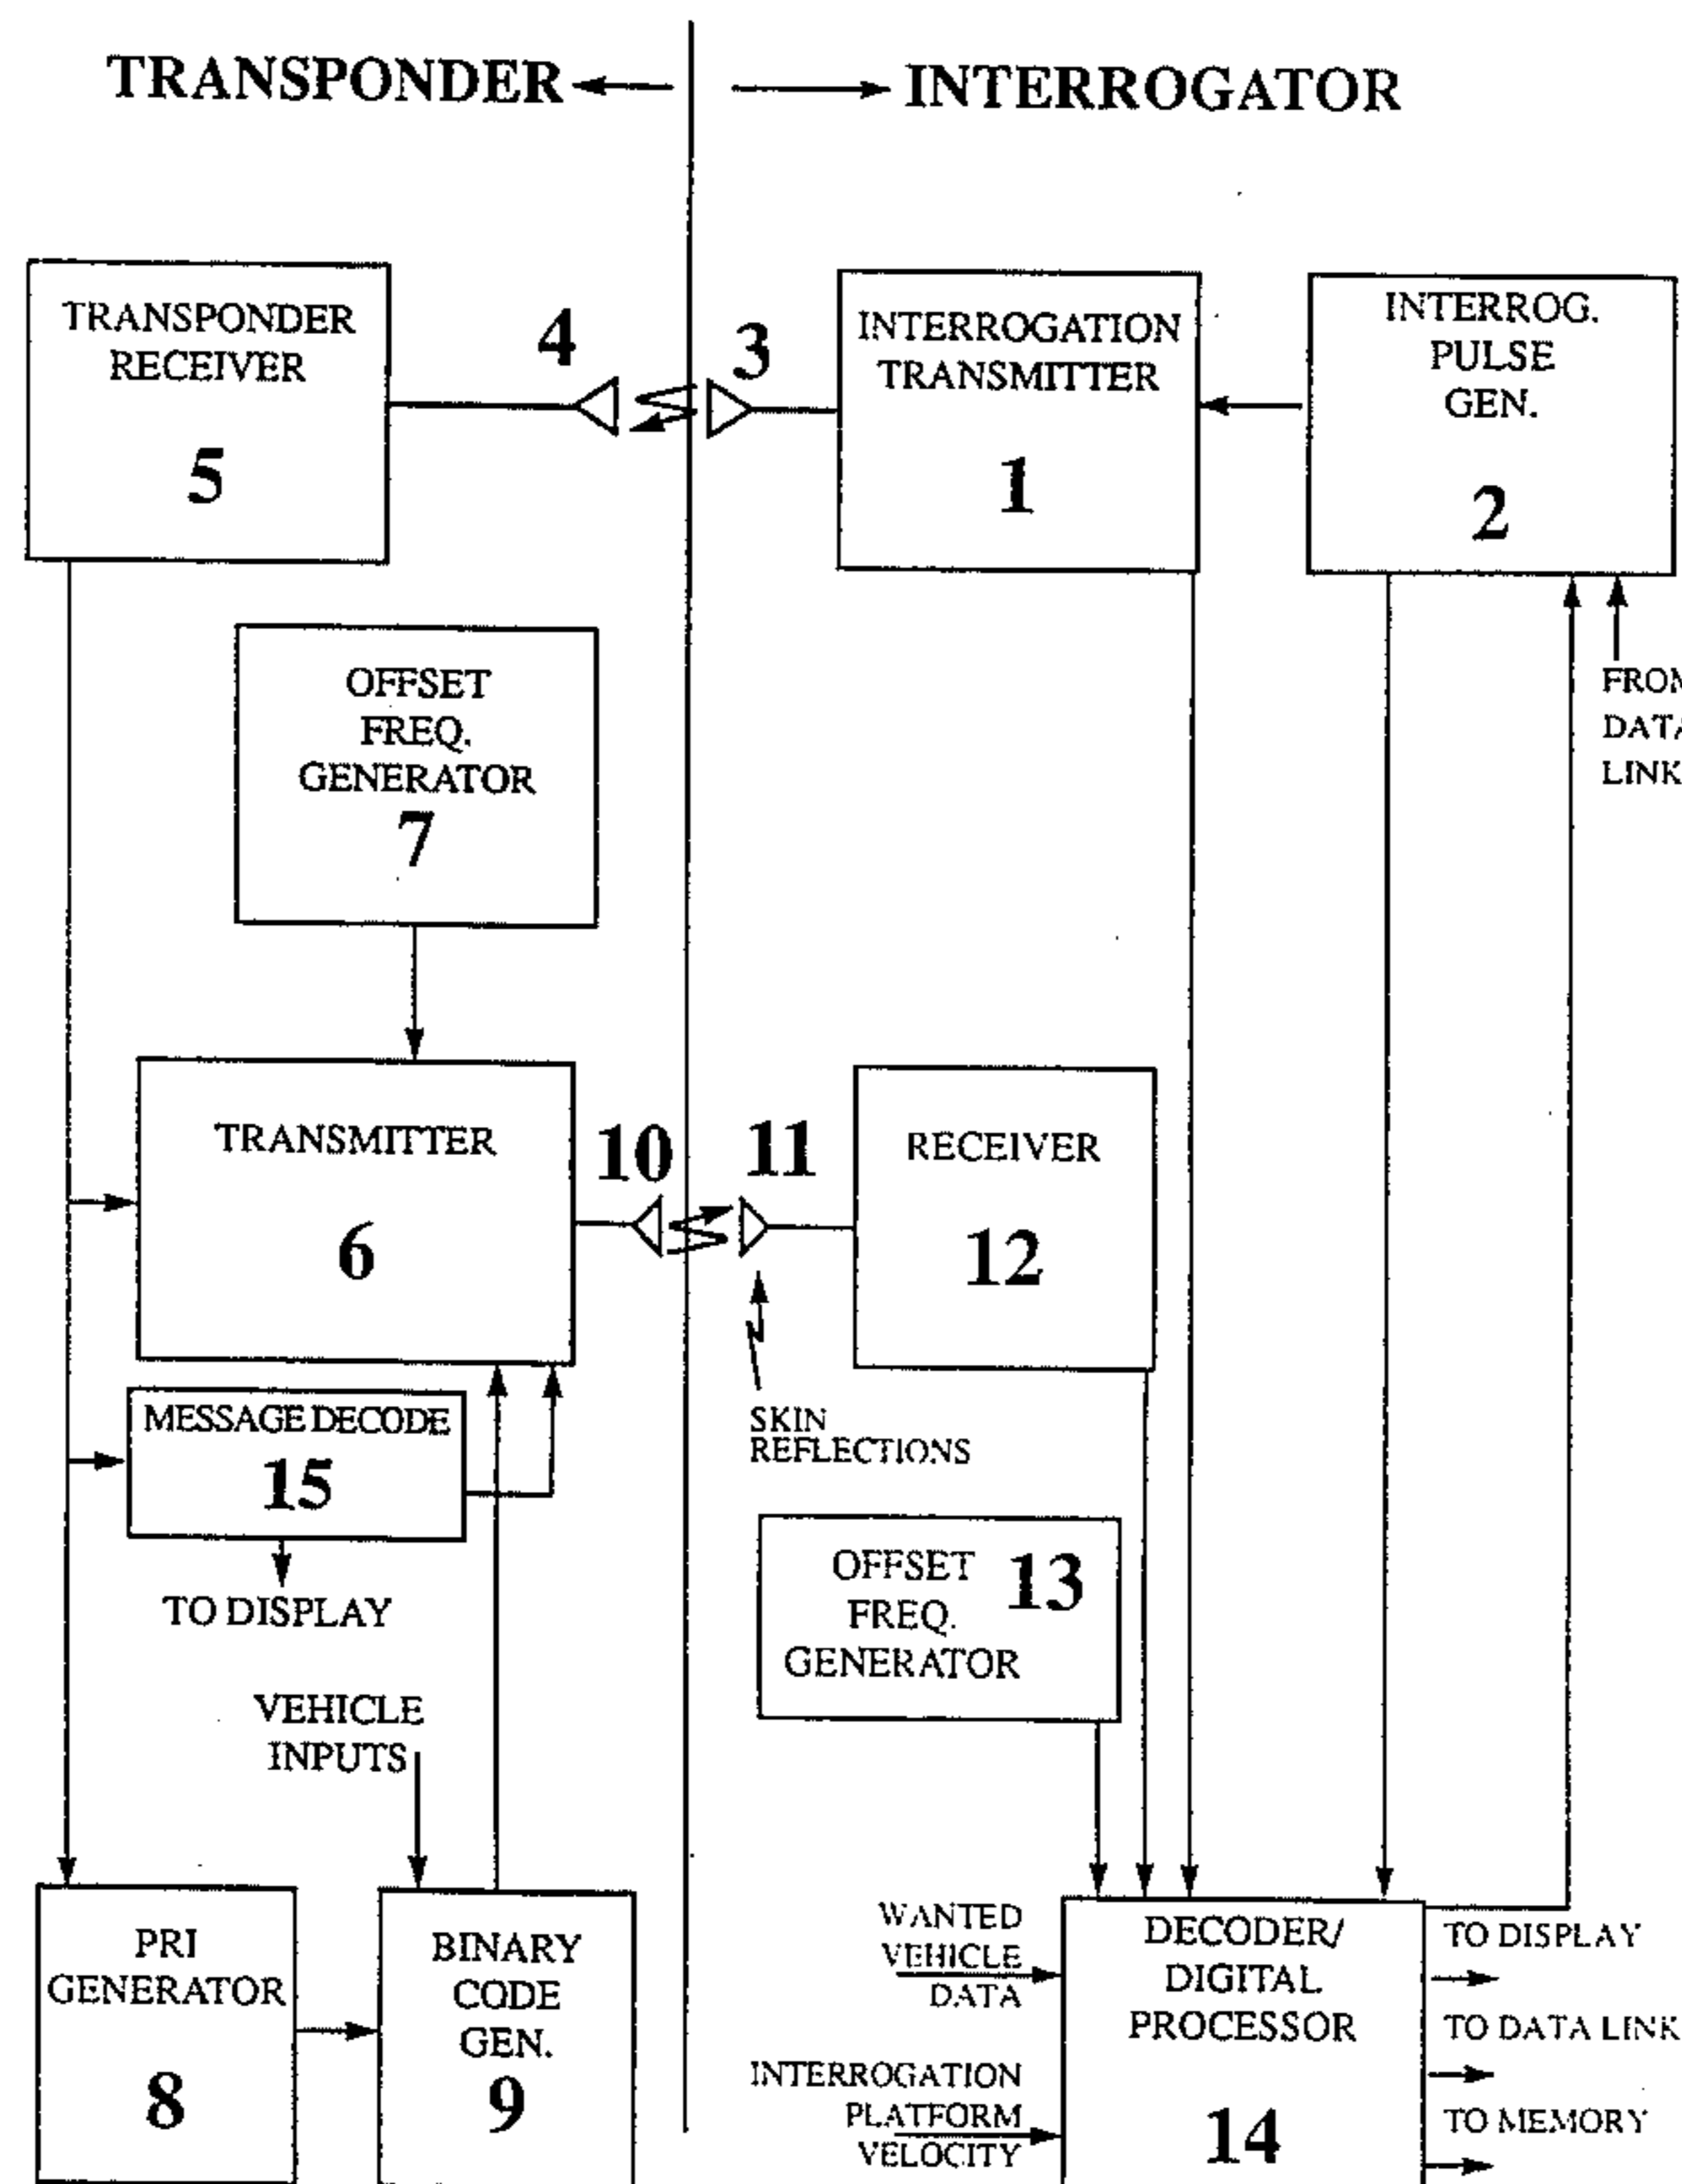 TRANSPONDER
INTERROGATOR
TRANSPONDER
RECEIVER
5
4
3
INTERROGATION
TRANSMITTER
1
INTERROG.
PULSE
GEN.
2
OFFSET
FREQ.
GENERATOR
7
DATA
LINK
TRANSMITTER
6
10
11
RECEIVER
12
MESSAGE DECODE
15
TO DISPLAY
SKIN
REFLECTIONS
OFFSET
FREQ.
GENERATOR
13
VEHICLE
INPUTS
PRI
GENERATOR
8
BINARY
CODE
GEN.
9
WANTED
VEHICLE
DATA
INTERROGATION
PLATFORM
VELOCITY
DECODER/
DIGITAL
PROCESSOR
14
TO DISPLAY
TO DATA LINK
TO MEMORY